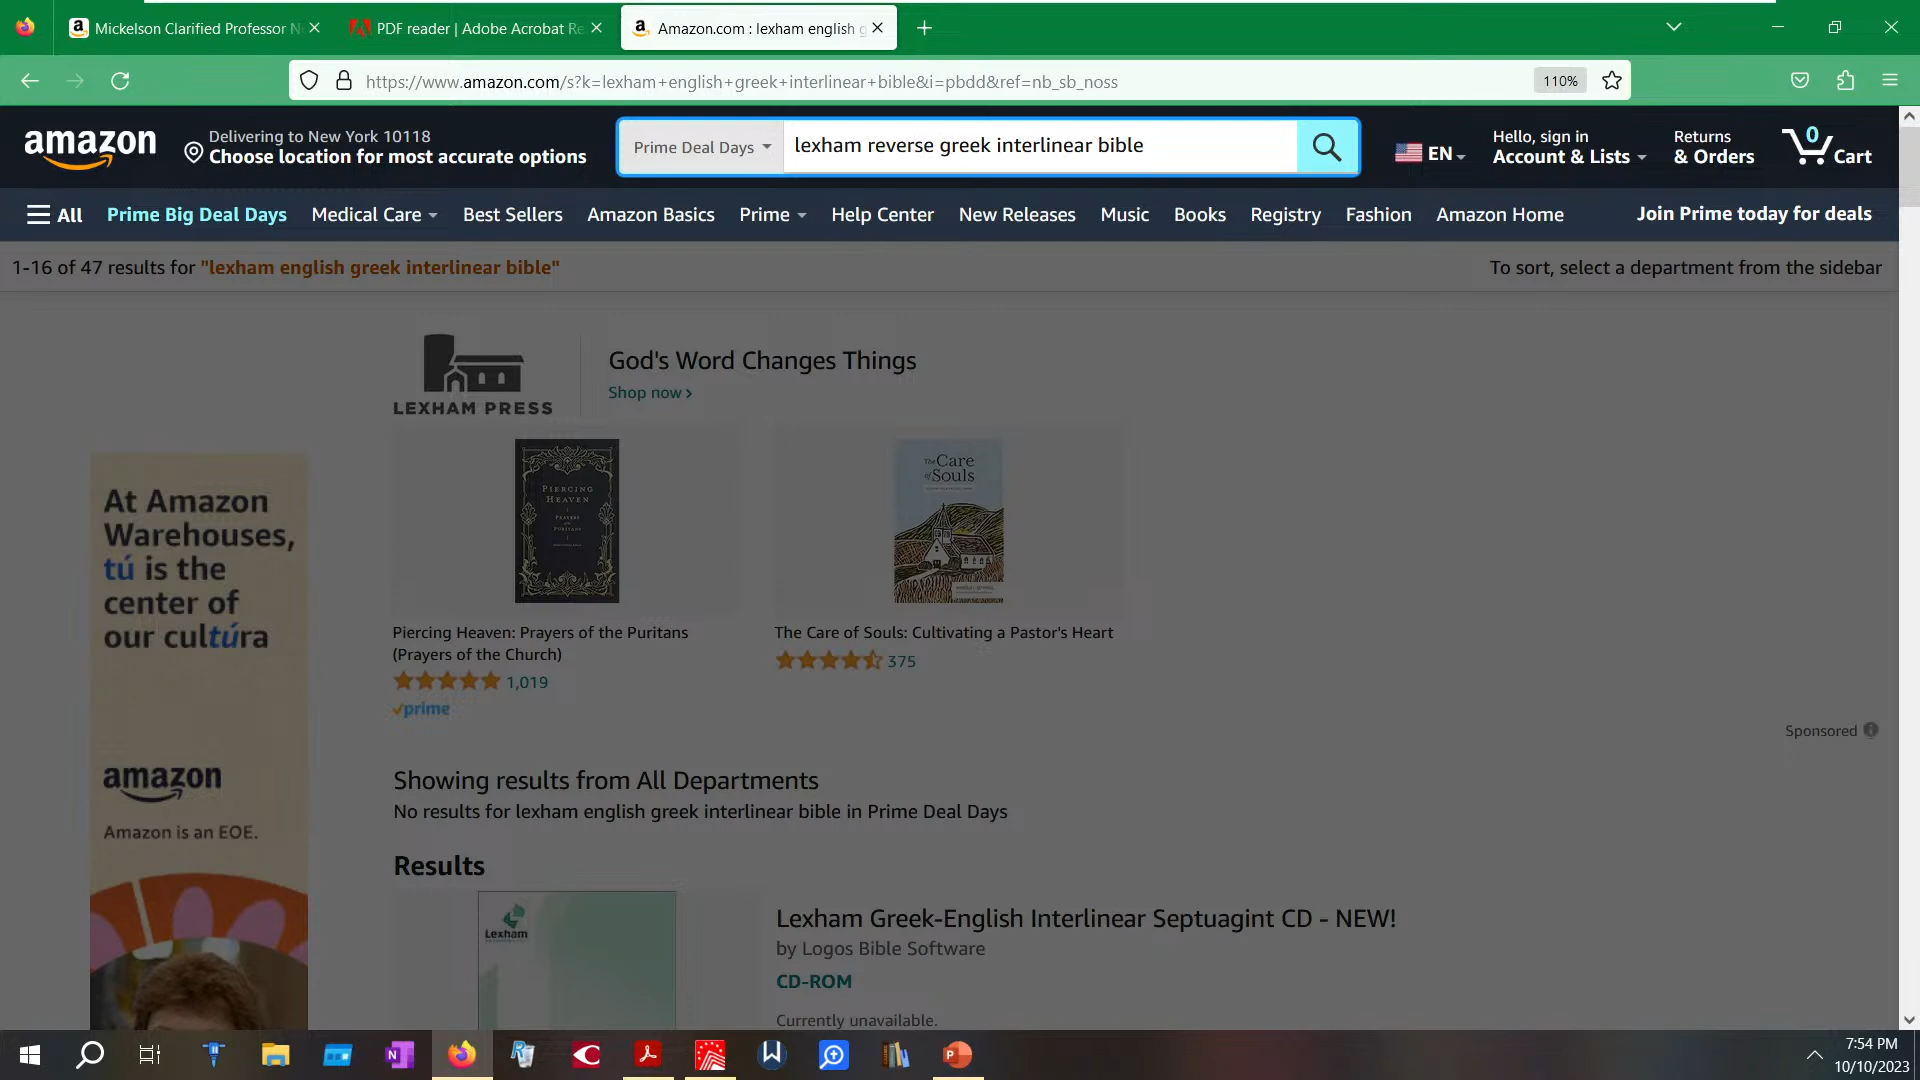 Mickelson Clarified Professor N
PDF reader | Adobe Acrobat Re
Amazon.com : lexham english g
https://www.amazon.com/s?k=lexham+english+greek+interlinear+bible&i=pbdd&ref=nb_sb_noss
110%
amazon
Delivering to New York 10118
Choose location for most accurate options
Prime Deal Days
lexham reverse greek interlinear bible
EN
Hello, sign in
Account & Lists
Returns
& Orders
0
Cart
All
Prime Big Deal Days
Medical Care
Best Sellers
Amazon Basics
Prime
Help Center
New Releases
Music
Books
Registry
Fashion
Amazon Home
Join Prime today for deals
1-16 of 47 results for "lexham english greek interlinear bible"
To sort, select a department from the sidebar
LEXHAM PRESS
God's Word Changes Things
Shop now ›
PIERCING
HEAVEN
PRAYERS
OF THE
PURITANS
The Care
of Souls
Piercing Heaven: Prayers of the Puritans
(Prayers of the Church)
1,019
prime
The Care of Souls: Cultivating a Pastor's Heart
375
Sponsored
At Amazon
Warehouses,
tú is the
center of
our cultúra
amazon
Amazon is an EOE.
Showing results from All Departments
No results for lexham english greek interlinear bible in Prime Deal Days
Results
Lexham
Lexham Greek-English Interlinear Septuagint CD - NEW!
by Logos Bible Software
CD-ROM
Currently unavailable.
7:54 PM
10/10/2023